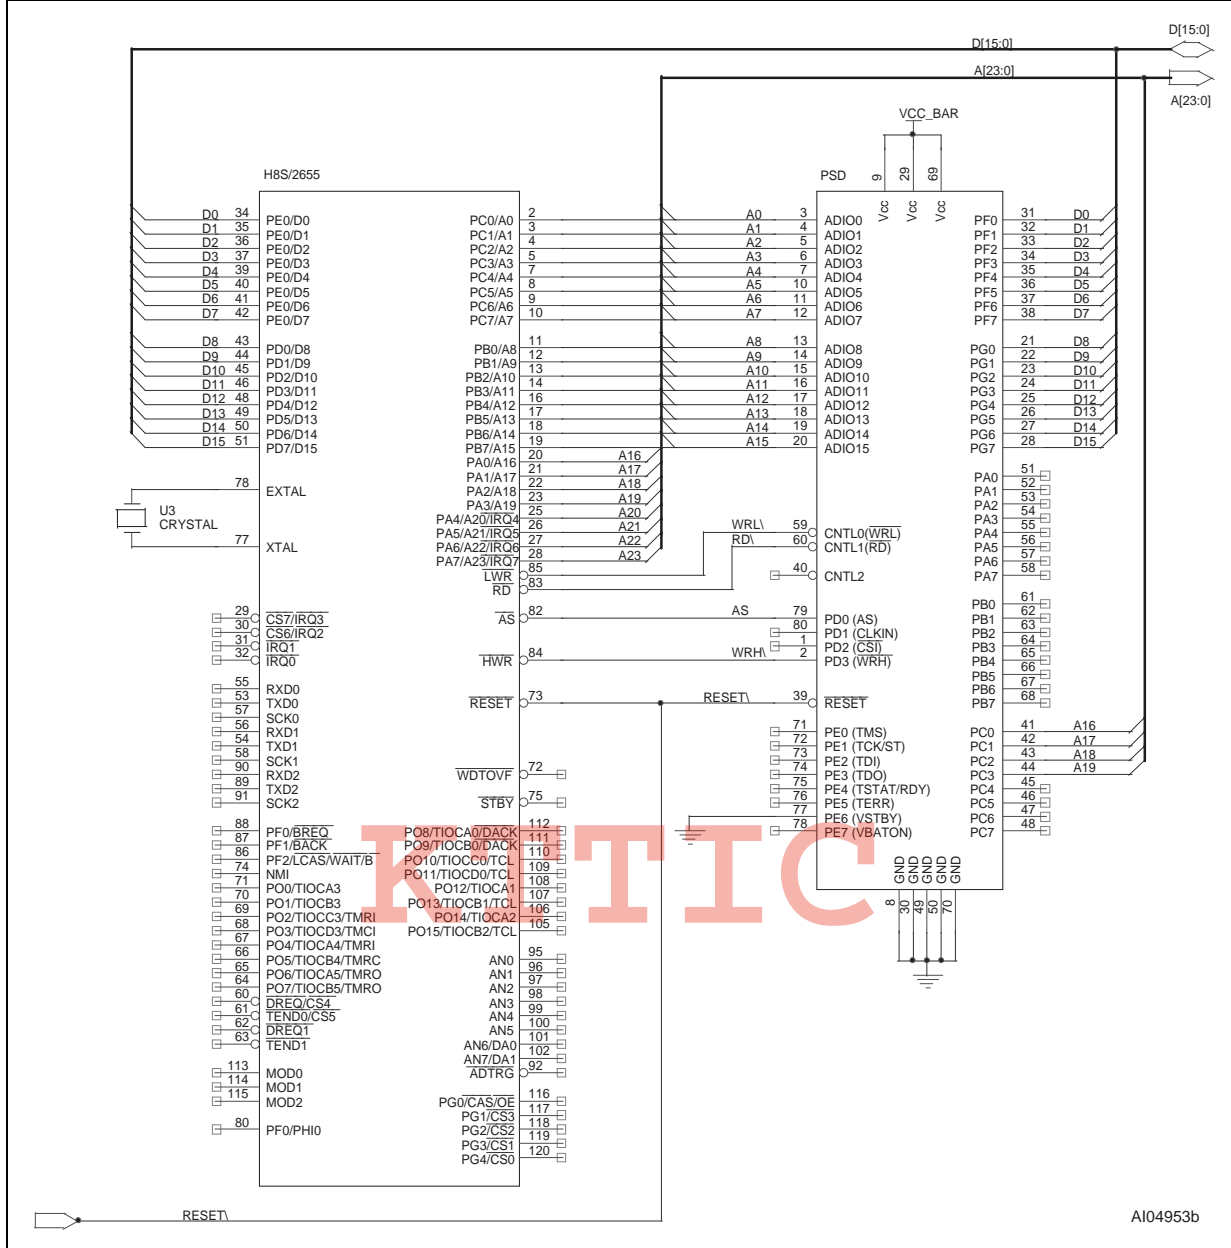 D[15:0]
D[15:0]
A[23:0]
A[23:0]
VCC_BAR
H8S/2655
PSD
9 29 69
Vcc Vcc Vcc
D0 34 PE0/D0 PC0/A0 2 A0 3 ADIO0 PF0 31 D0
D1 35 PE0/D1 PC1/A1 3 A1 4 ADIO1 PF1 32 D1
D2 36 PE0/D2 PC2/A2 4 A2 5 ADIO2 PF2 33 D2
D3 37 PE0/D3 PC3/A3 5 A3 6 ADIO3 PF3 34 D3
D4 39 PE0/D4 PC4/A4 7 A4 7 ADIO4 PF4 35 D4
D5 40 PE0/D5 PC5/A5 8 A5 10 ADIO5 PF5 36 D5
D6 41 PE0/D6 PC6/A6 9 A6 11 ADIO6 PF6 37 D6
D7 42 PE0/D7 PC7/A7 10 A7 12 ADIO7 PF7 38 D7
D8 43 PD0/D8 PB0/A8 11 A8 13 ADIO8 PG0 21 D8
D9 44 PD1/D9 PB1/A9 12 A9 14 ADIO9 PG1 22 D9
D10 45 PD2/D10 PB2/A10 13 A10 15 ADIO10 PG2 23 D10
D11 46 PD3/D11 PB3/A11 14 A11 16 ADIO11 PG3 24 D11
D12 48 PD4/D12 PB4/A12 16 A12 17 ADIO12 PG4 25 D12
D13 49 PD5/D13 PB5/A13 17 A13 18 ADIO13 PG5 26 D13
D14 50 PD6/D14 PB6/A14 18 A14 19 ADIO14 PG6 27 D14
D15 51 PD7/D15 PB7/A15 19 A15 20 ADIO15 PG7 28 D15
PA0/A16 20 A16
PA1/A17 21 A17 PA0 51
78 EXTAL PA2/A18 22 A18 PA1 52
PA3/A19 23 A19 PA2 53
U3 PA4/A20/IRQ4 25 A20 PA3 54
CRYSTAL PA5/A21/IRQ5 26 A21 WRL\ 59 CNTL0(WRL) PA4 55
77 XTAL PA6/A22/IRQ6 27 A22 RD\ 60 CNTL1(RD) PA5 56
PA7/A23/IRQ7 28 A23 PA6 57
LWR 85 40 CNTL2 PA7 58
RD 83
PB0 61
29 CS7/IRQ3 AS 82 AS 79 PD0 (AS) PB1 62
30 CS6/IRQ2 80 PD1 (CLKIN) PB2 63
31 IRQ1 1 PD2 (CSI) PB3 64
32 IRQ0 HWR 84 WRH\ 2 PD3 (WRH) PB4 65
PB5 66
55 RXD0 PB6 67
53 TXD0 RESET 73 RESET\ 39 RESET PB7 68
57 SCK0
56 RXD1 71 PE0 (TMS) PC0 41 A16
54 TXD1 72 PE1 (TCK/ST) PC1 42 A17
58 SCK1 73 PE2 (TDI) PC2 43 A18
90 RXD2 WDTOVF 72 74 PE3 (TDO) PC3 44 A19
89 TXD2 75 PE4 (TSTAT/RDY) PC4 45
91 SCK2 STBY 75 76 PE5 (TERR) PC5 46
77 PE6 (VSTBY) PC6 47
88 PF0/BREQ PO8/TIOCA0/DACK 112 78 PE7 (VBATON) PC7 48
87 PF1/BACK PO9/TIOCB0/DACK 111
86 PF2/LCAS/WAIT/B PO10/TIOCC0/TCL 110
74 NMI PO11/TIOCD0/TCL 109
71 PO0/TIOCA3 PO12/TIOCA1 108
70 PO1/TIOCB3 PO13/TIOCB1/TCL 107
69 PO2/TIOCC3/TMRI PO14/TIOCA2 106
68 PO3/TIOCD3/TMCI PO15/TIOCB2/TCL 105
GND GND GND GND GND
8 30 49 50 70
KTTIC
67 PO4/TIOCA4/TMRI
66 PO5/TIOCB4/TMRC AN0 95
65 PO6/TIOCA5/TMRO AN1 96
64 PO7/TIOCB5/TMRO AN2 97
60 DREQ/CS4 AN3 98
61 TEND0/CS5 AN4 99
62 DREQ1 AN5 100
63 TEND1 AN6/DA0 101
AN7/DA1 102
113 MOD0 ADTRG 92
114 MOD1
115 MOD2 PG0/CAS/OE 116
PG1/CS3 117
80 PF0/PHI0 PG2/CS2 118
PG3/CS1 119
PG4/CS0 120
RESET\
AI04953b